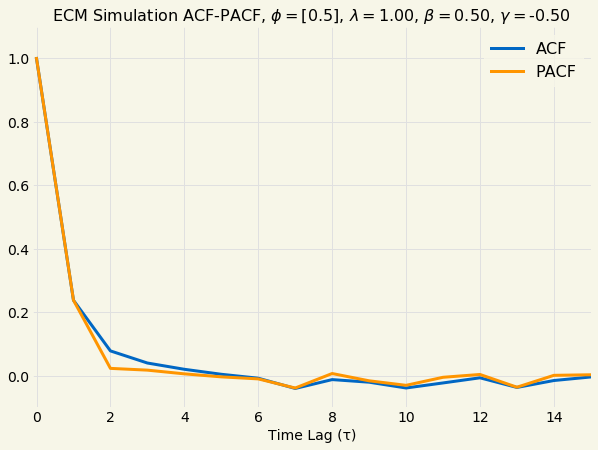 ECM Simulation ACF-PACF, ϕ = [0.5], λ = 1.00, β = 0.50, γ = -0.50
ACF
PACF
1.0
0.8
0.6
0.4
0.2
0.0
0 2 4 6 8 10 12 14
Time Lag (τ)